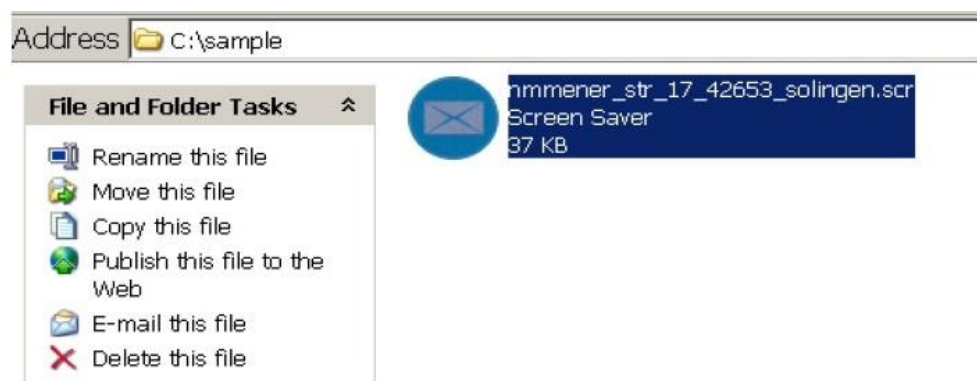 Address C:\sample
File and Folder Tasks
Rename this file
Move this file
Copy this file
Publish this file to the
Web
E-mail this file
Delete this file
nmmener_str_17_42653_solingen.scr
Screen Saver
37 KB